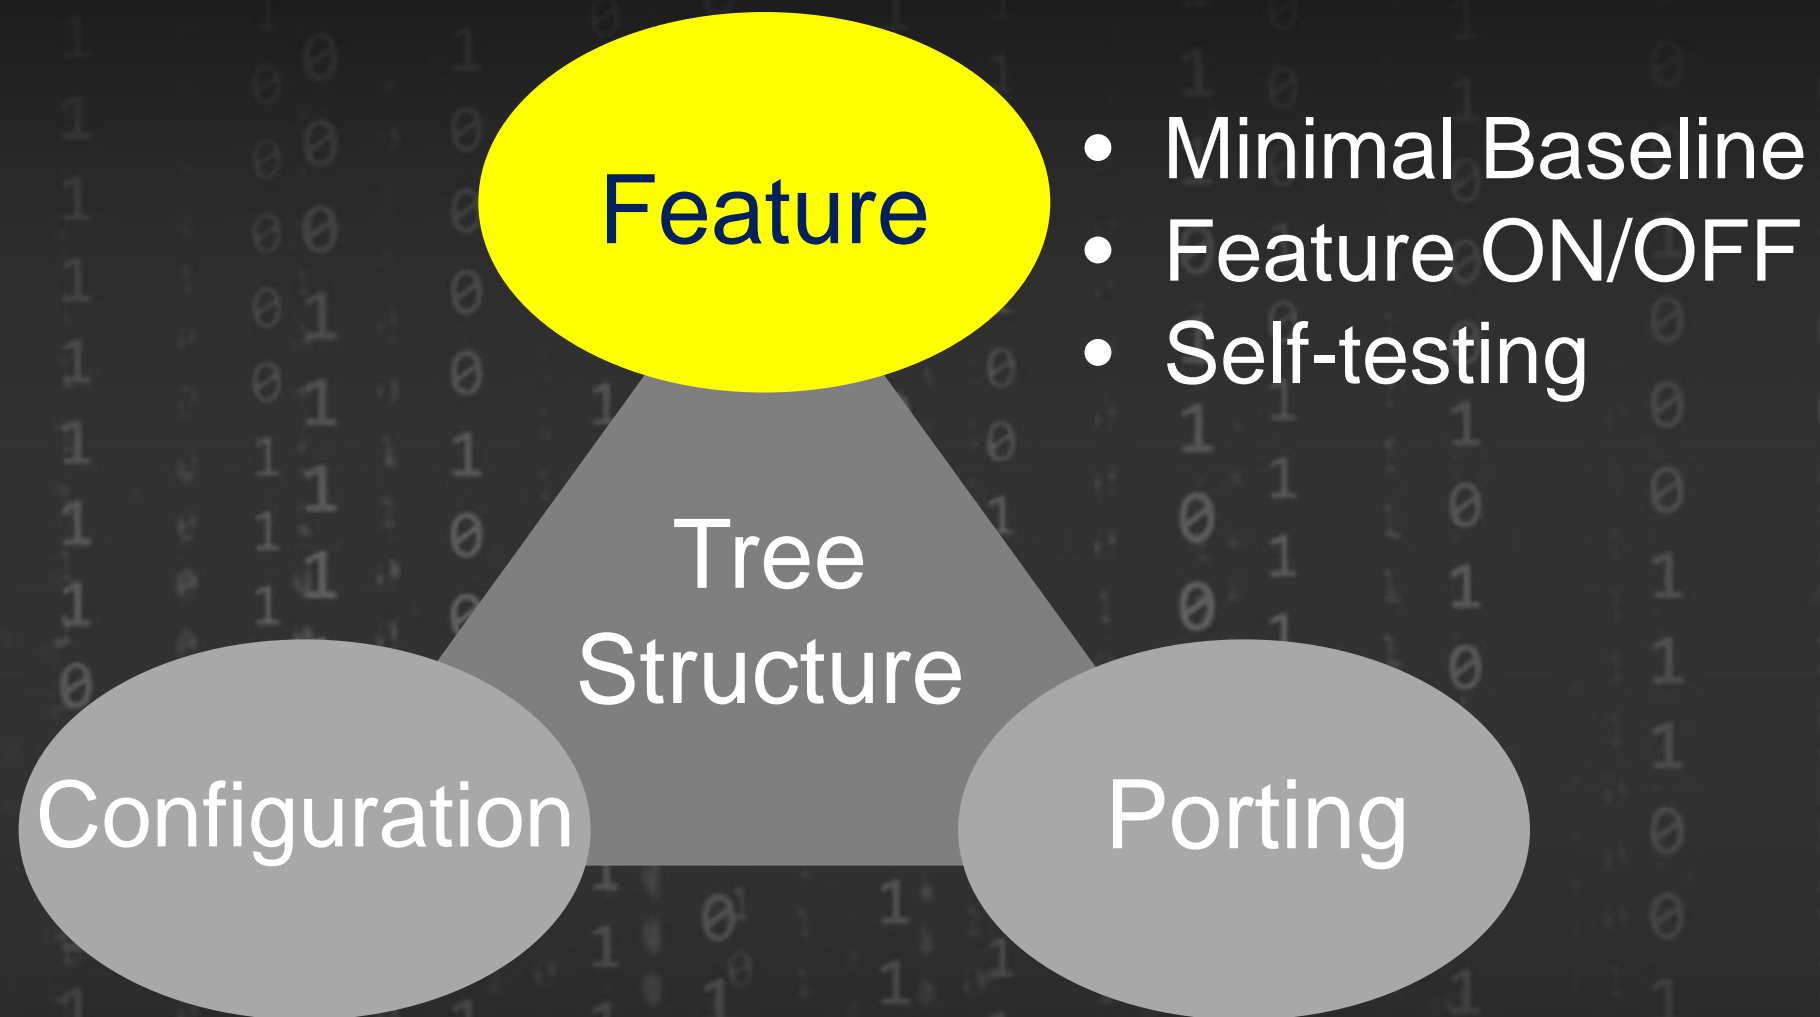 Feature
• Minimal Baseline
• Feature ON/OFF
• Self-testing
Tree
Structure
Configuration
Porting